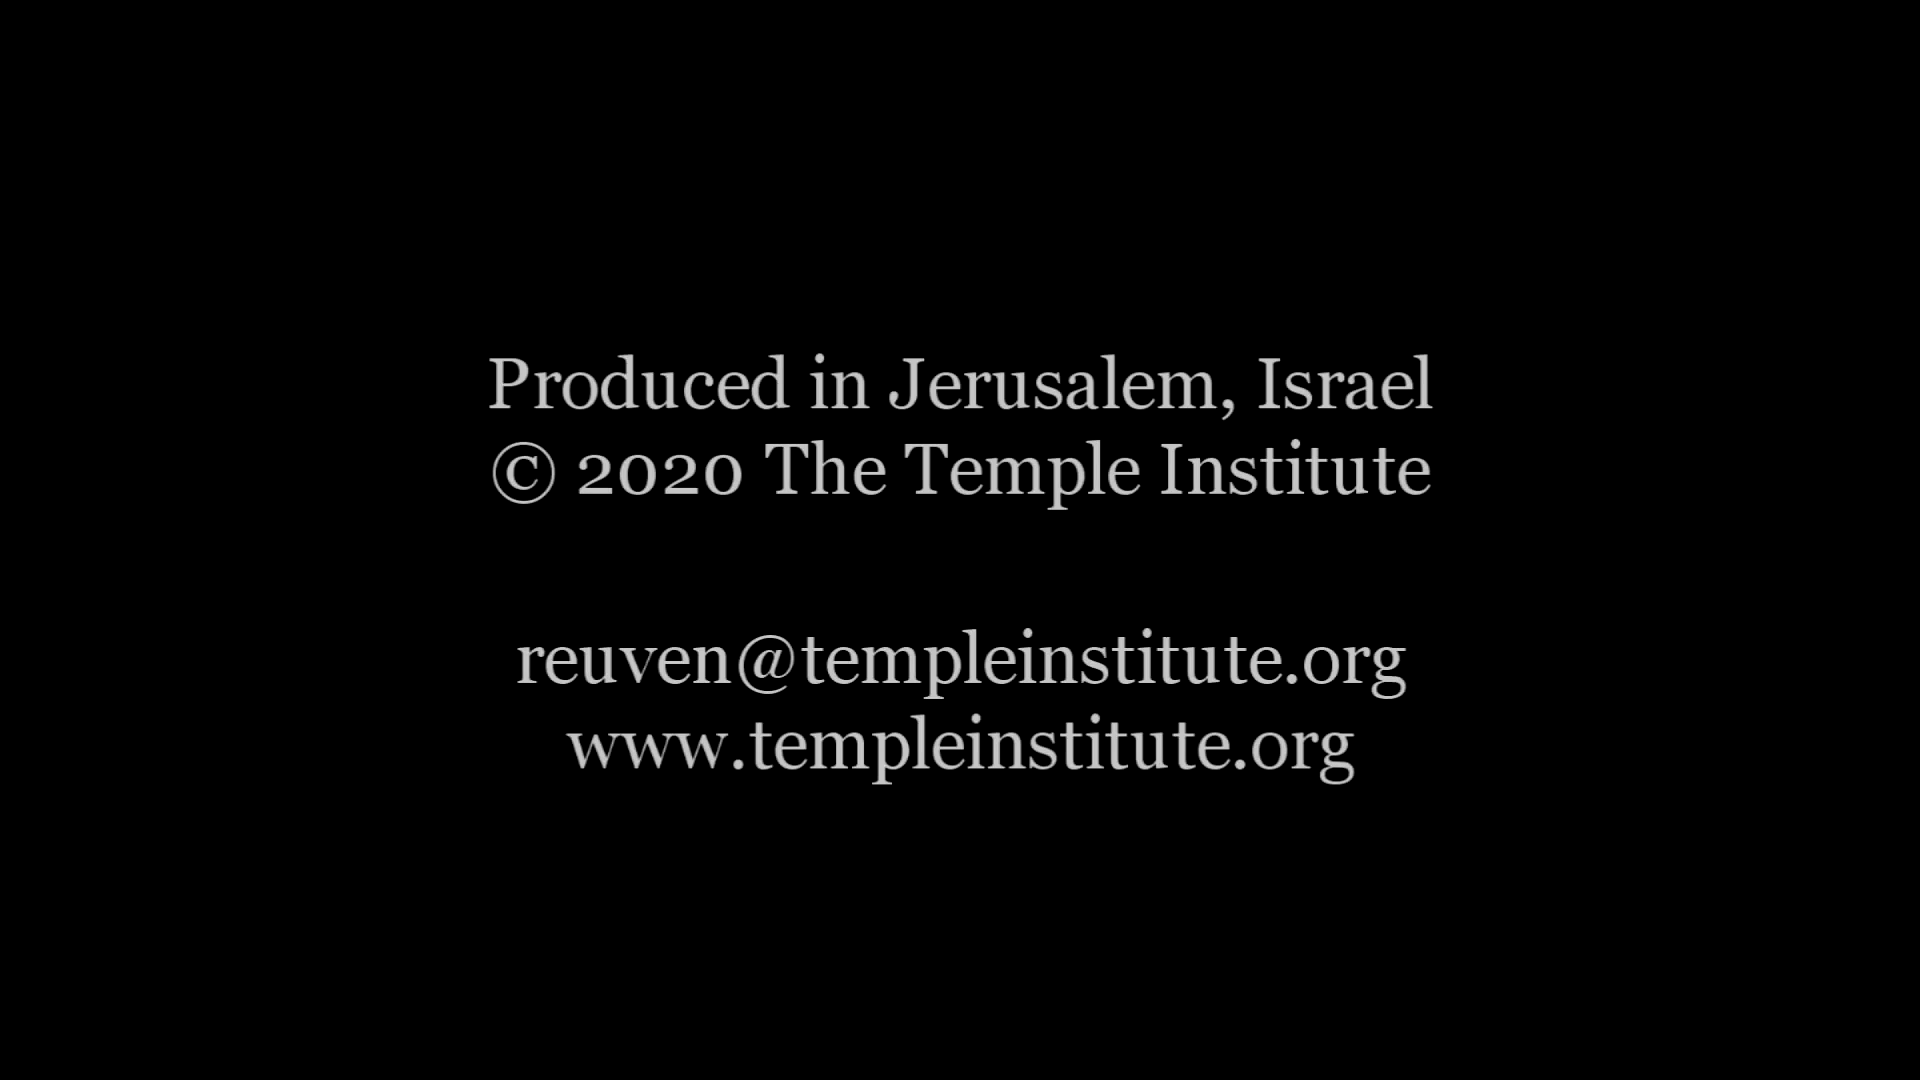 Produced in Jerusalem, Israel
© 2020 The Temple Institute
reuven@templeinstitute.org
www.templeinstitute.org